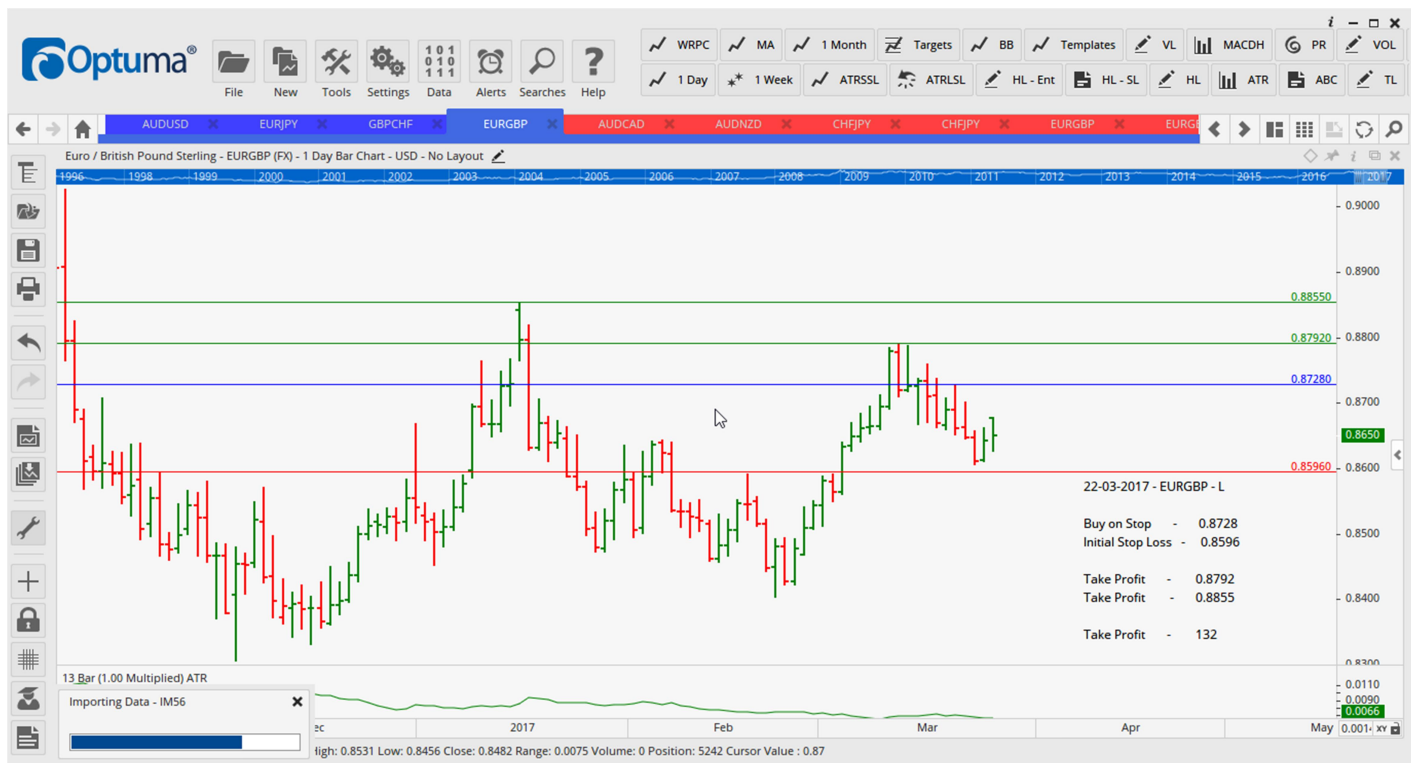 Optuma®
File New Tools Settings Data Alerts Searches Help
i
WRPC MA 1 Month Targets BB Templates VL MACDH PR VOL
1 Day 1 Week ATRSSL ATRLSL HL - Ent HL - SL HL ATR ABC TL
101
010
111
AUDUSD EURJPY GBPCHF EURGBP AUDCAD AUDNZD CHFJPY CHFJPY EURGBP EURGB
Euro / British Pound Sterling - EURGBP (FX) - 1 Day Bar Chart - USD - No Layout
1996 1998 1999 2000 2001 2002 2003 2004 2005 2006 2007 2008 2009 2010 2011 2012 2013 2014 2015 2016 2017
0.9000
0.8900
0.88550
0.87920 0.8800
0.87280
0.8700
0.8650
0.85960 0.8600
22-03-2017 - EURGBP - L
Buy on Stop - 0.8728
0.8500
Initial Stop Loss - 0.8596
Take Profit - 0.8792
Take Profit - 0.8855 0.8400
Take Profit - 132
0.8300
13 Bar (1.00 Multiplied) ATR
0.0110
0.0090
0.0066
Importing Data - IM56
ec 2017 Feb Mar Apr May 0.0014 XY
High: 0.8531 Low: 0.8456 Close: 0.8482 Range: 0.0075 Volume: 0 Position: 5242 Cursor Value : 0.87